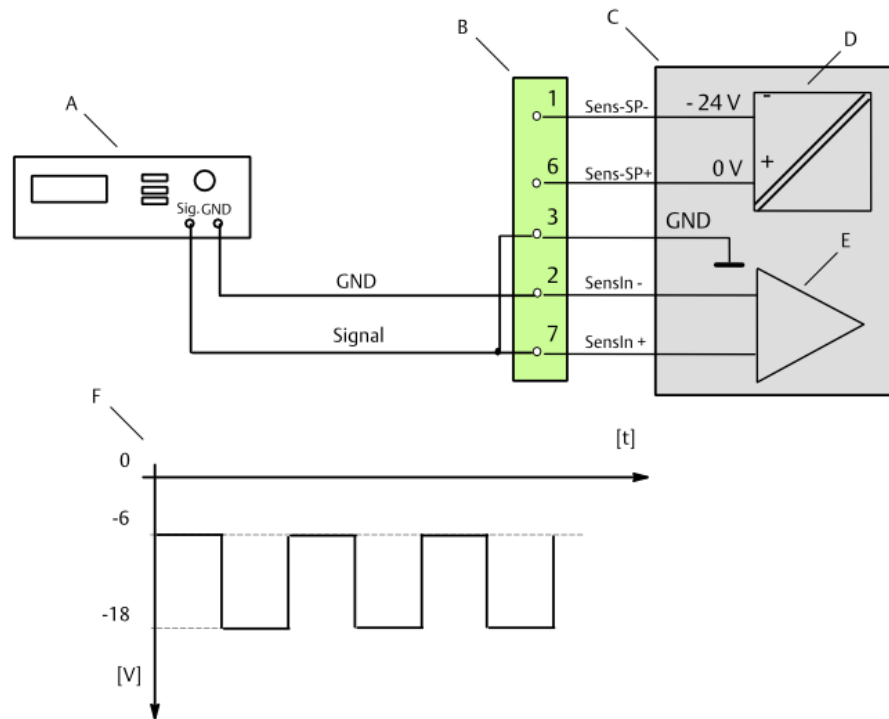 A
B
C
D
1
Sens-SP-
- 24 V
-
6
Sens-SP+
0 V
+
Sig. GND
3
GND
E
GND
2
SensIn -
Signal
7
SensIn +
F
[t]
0
-6
-18
[V]